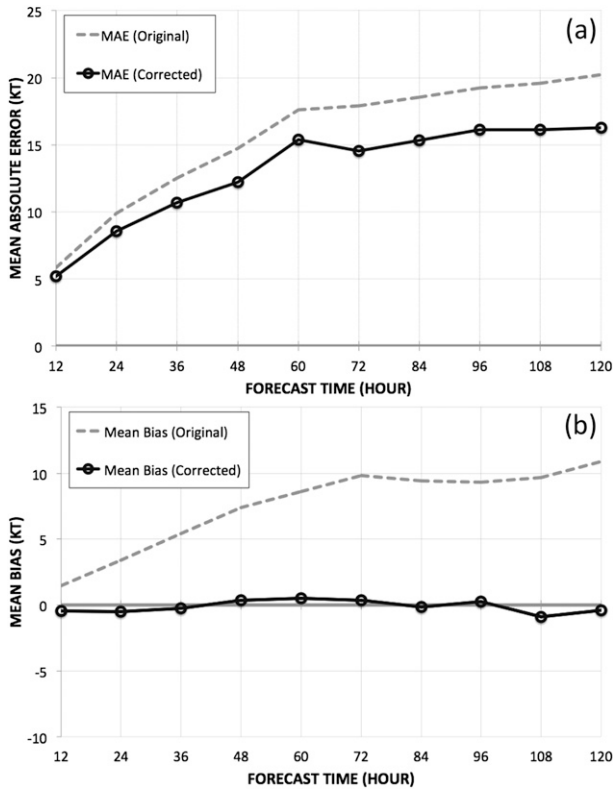 (a)
MAE (Original)
MAE (Corrected)
MEAN ABSOLUTE ERROR (KT)
25
20
15
10
5
0
12 24 36 48 60 72 84 96 108 120
FORECAST TIME (HOUR)
(b)
Mean Bias (Original)
Mean Bias (Corrected)
MEAN BIAS (KT)
15
10
5
0
-5
-10
12 24 36 48 60 72 84 96 108 120
FORECAST TIME (HOUR)